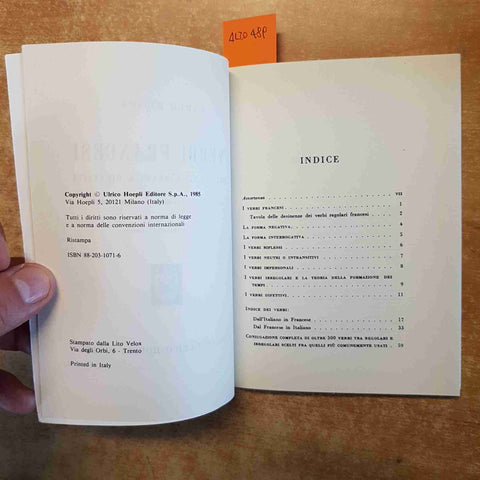 Copyright © Ulrico Hoepli Editore S.p.A., 1985
Via Hoepli 5, 20121 Milano (Italy)
Tutti i diritti sono riservati a norma di legge
e a norma delle convenzioni internazionali
Ristampa
ISBN 88-203-1071-6
Stampato dalla Lito Velox
Via degli Orbi, 6 - Trento
Printed in Italy
INDICE
Avvertenze VII
I VERBI FRANCESI 1
Tavola delle desinenze dei verbi regolari francesi 2
LA FORMA NEGATIVA 4
LA FORMA INTERROGATIVA 4
I VERBI RIFLESSI 5
I VERBI NEUTRI O INTRANSITIVI 7
I VERBI IMPERSONALI 8
I VERBI IRREGOLARI E LA TEORIA DELLA FORMAZIONE DEI
TEMPI 9
I VERBI DIFETTIVI 11
INDICE DEI VERBI:
Dall'Italiano in Francese 17
Dal Francese in Italiano 33
CONIUGAZIONE COMPLETA DI OLTRE 300 VERBI TRA REGOLARI E
IRREGOLARI SCELTI FRA QUELLI PIÙ COMUNEMENTE USATI